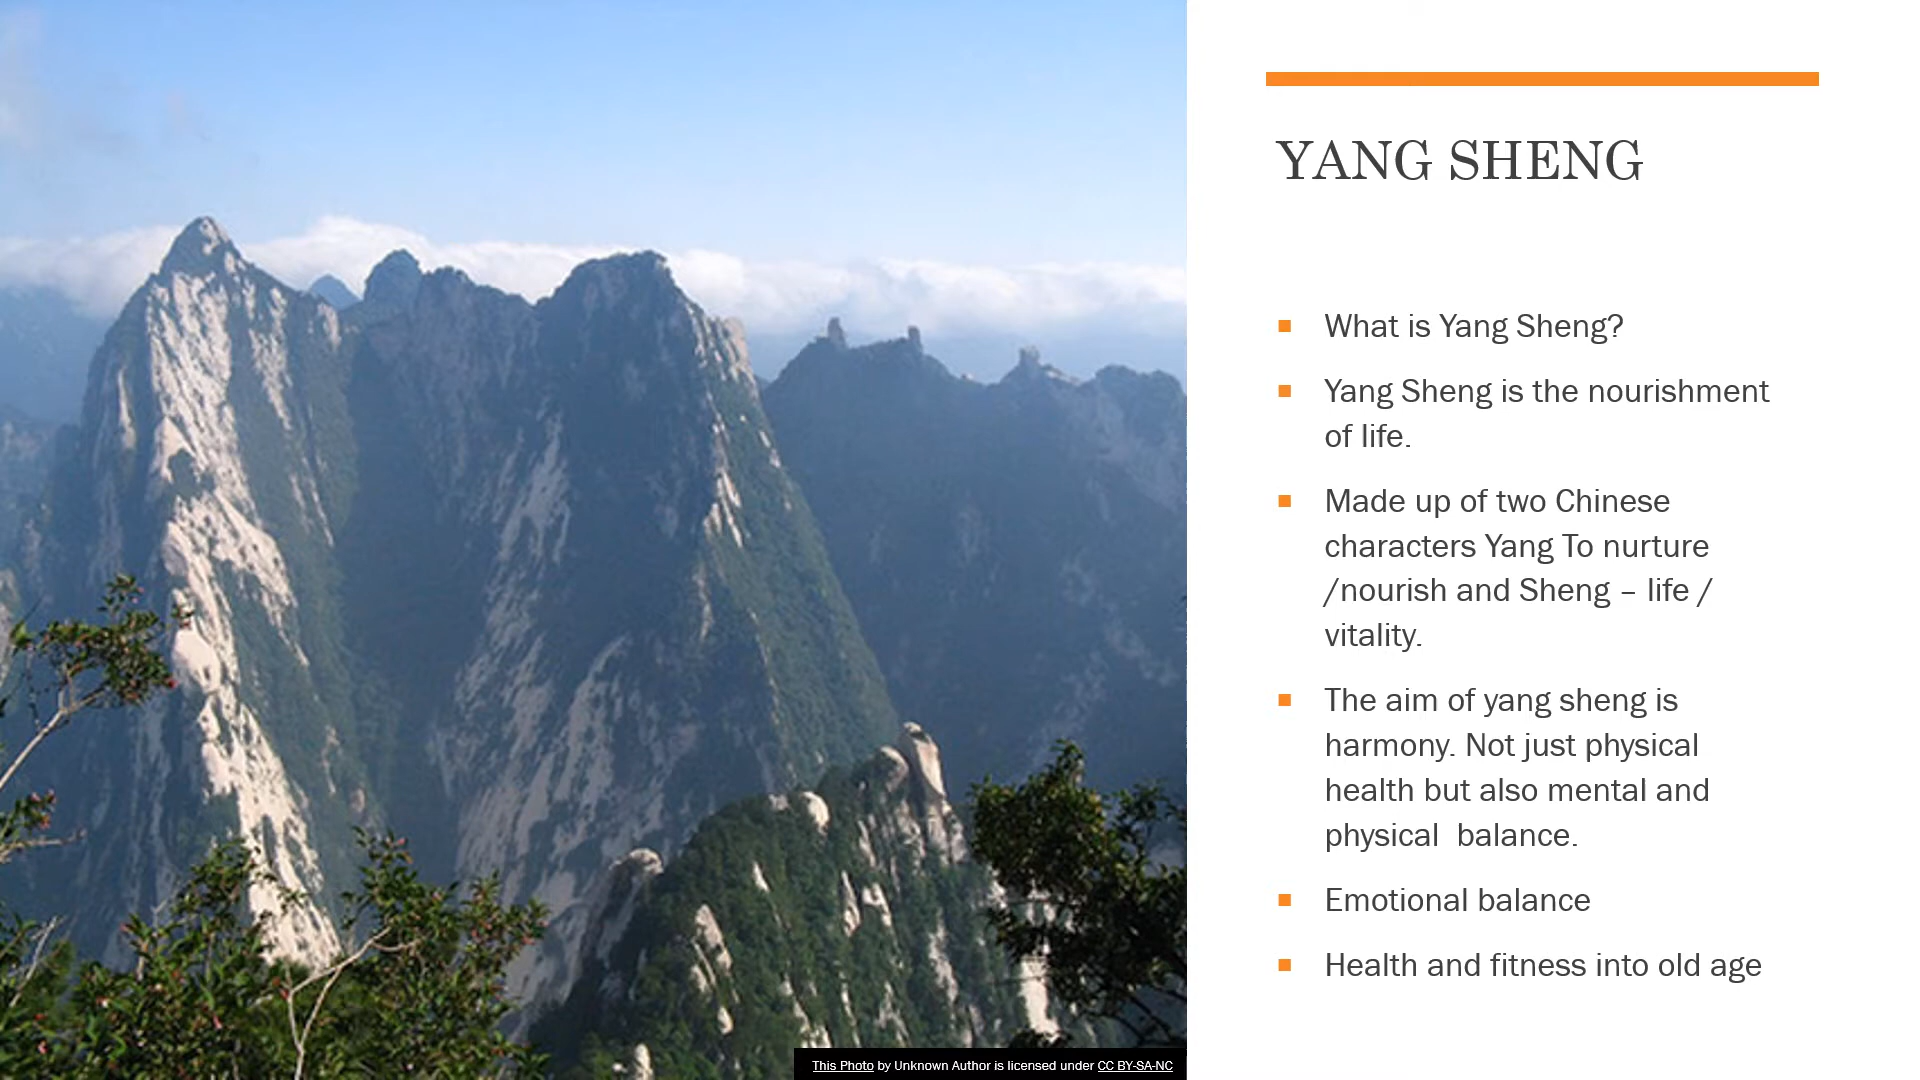 YANG SHENG
What is Yang Sheng?
Yang Sheng is the nourishment
of life.
Made up of two Chinese
characters Yang To nurture
/nourish and Sheng – life /
vitality.
The aim of yang sheng is
harmony. Not just physical
health but also mental and
physical  balance.
Emotional balance
Health and fitness into old age
This Photo by Unknown Author is licensed under CC BY-SA-NC